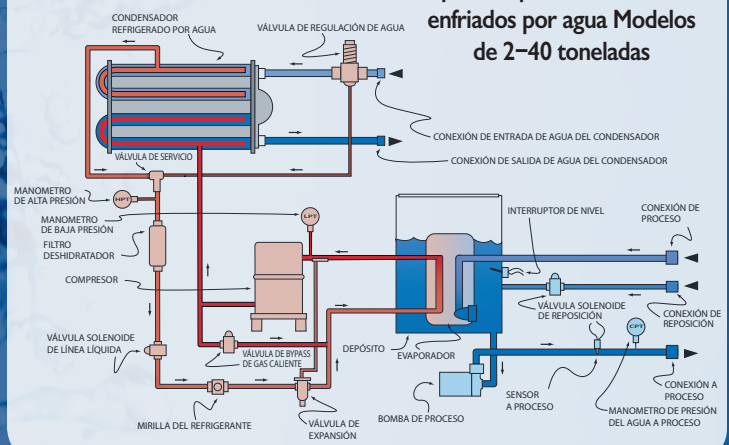 enfriados por agua Modelos
de 2–40 toneladas
CONDENSADOR
REFRIGERADO POR AGUA
VÁLVULA DE REGULACIÓN DE AGUA
CONEXIÓN DE ENTRADA DE AGUA DEL CONDENSADOR
CONEXIÓN DE SALIDA DE AGUA DEL CONDENSADOR
VÁLVULA DE SERVICIO
MANOMETRO
DE ALTA PRESIÓN
HPT
MANOMETRO
DE BAJA PRESIÓN
LPT
FILTRO
DESHIDRATADOR
COMPRESOR
INTERRUPTOR DE NIVEL
CONEXIÓN DE
PROCESO
VÁLVULA SOLENOIDE
DE REPOSICIÓN
CONEXIÓN DE
REPOSICIÓN
CPT
VÁLVULA SOLENOIDE
DE LÍNEA LÍQUIDA
VÁLVULA DE BYPASS
DE GAS CALIENTE
DEPÓSITO
EVAPORADOR
MIRILLA DEL REFRIGERANTE
VÁLVULA DE
EXPANSIÓN
BOMBA DE PROCESO
SENSOR
A PROCESO
CONEXIÓN A
PROCESO
MANOMETRO DE PRESIÓN
DEL AGUA A PROCESO